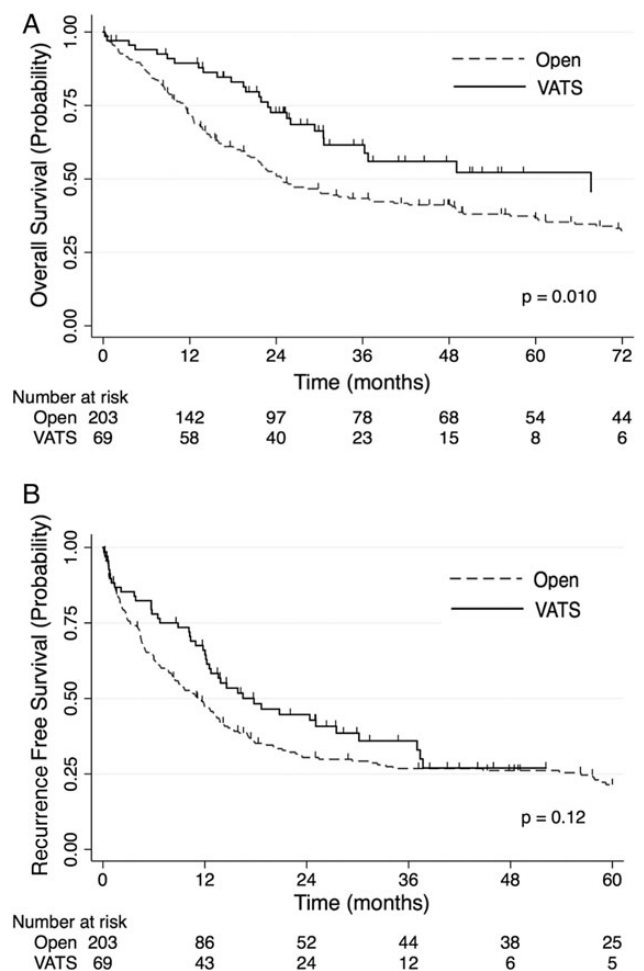 A
Overall Survival (Probability)
1.00
0.75
0.50
0.25
0.00
Open
VATS
p = 0.010
0 12 24 36 48 60 72
Time (months)
Number at risk
Open 203 142 97 78 68 54 44
VATS 69 58 40 23 15 8 6
B
Recurrence Free Survival (Probability)
1.00
0.75
0.50
0.25
0.00
Open
VATS
p = 0.12
0 12 24 36 48 60
Time (months)
Number at risk
Open 203 86 52 44 38 25
VATS 69 43 24 12 6 5